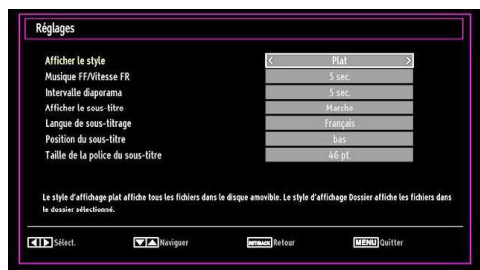 Réglages
Afficher le style < Plat >
Musique FF/Vitesse FR 5 sec.
Intervalle diaporama 5 sec.
Afficher le sous-titre Marche
Langue de sous-titrage Français
Position du sous-titre bas
Taille de la police du sous-titre 46 pt.
Le style d'affichage plat affiche tous les fichiers dans le disque amovible. Le style d'affichage Dossier affiche les fichiers dans
le dossier sélectionné.
Sélect. Naviguer RET/BACK Retour MENU Quitter